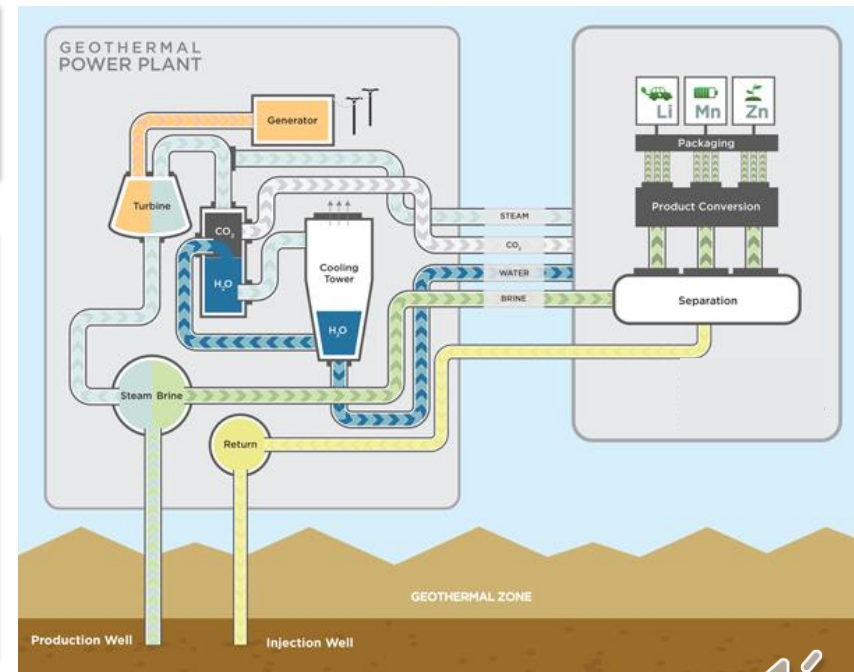 GEOTHERMAL
POWER PLANT
Generator
Turbine
CO₂
H₂O
Cooling
Tower
H₂O
Steam Brine
Return
STEAM
CO₂
WATER
BRINE
Li Mn Zn
Packaging
Product Conversion
Separation
GEOTHERMAL ZONE
Production Well
Injection Well